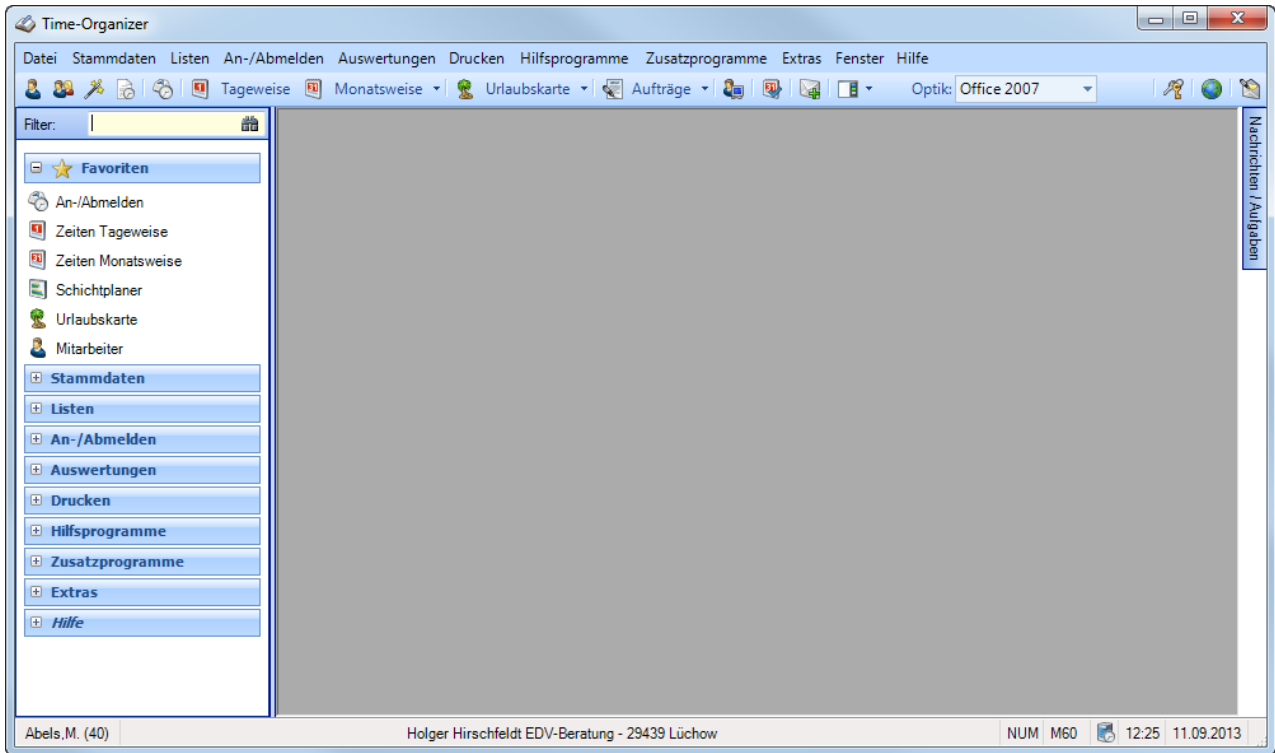 Time-Organizer
Datei Stammdaten Listen An-/Abmelden Auswertungen Drucken Hilfsprogramme Zusatzprogramme Extras Fenster Hilfe
Tageweise Monatsweise Urlaubskarte Aufträge Optik: Office 2007
Filter:
Favoriten
An-/Abmelden
Zeiten Tageweise
Zeiten Monatsweise
Schichtplaner
Urlaubskarte
Mitarbeiter
Stammdaten
Listen
An-/Abmelden
Auswertungen
Drucken
Hilfsprogramme
Zusatzprogramme
Extras
Hilfe
Nachrichten / Aufgaben
Abels,M. (40) Holger Hirschfeldt EDV-Beratung - 29439 Lüchow NUM M60 12:25 11.09.2013